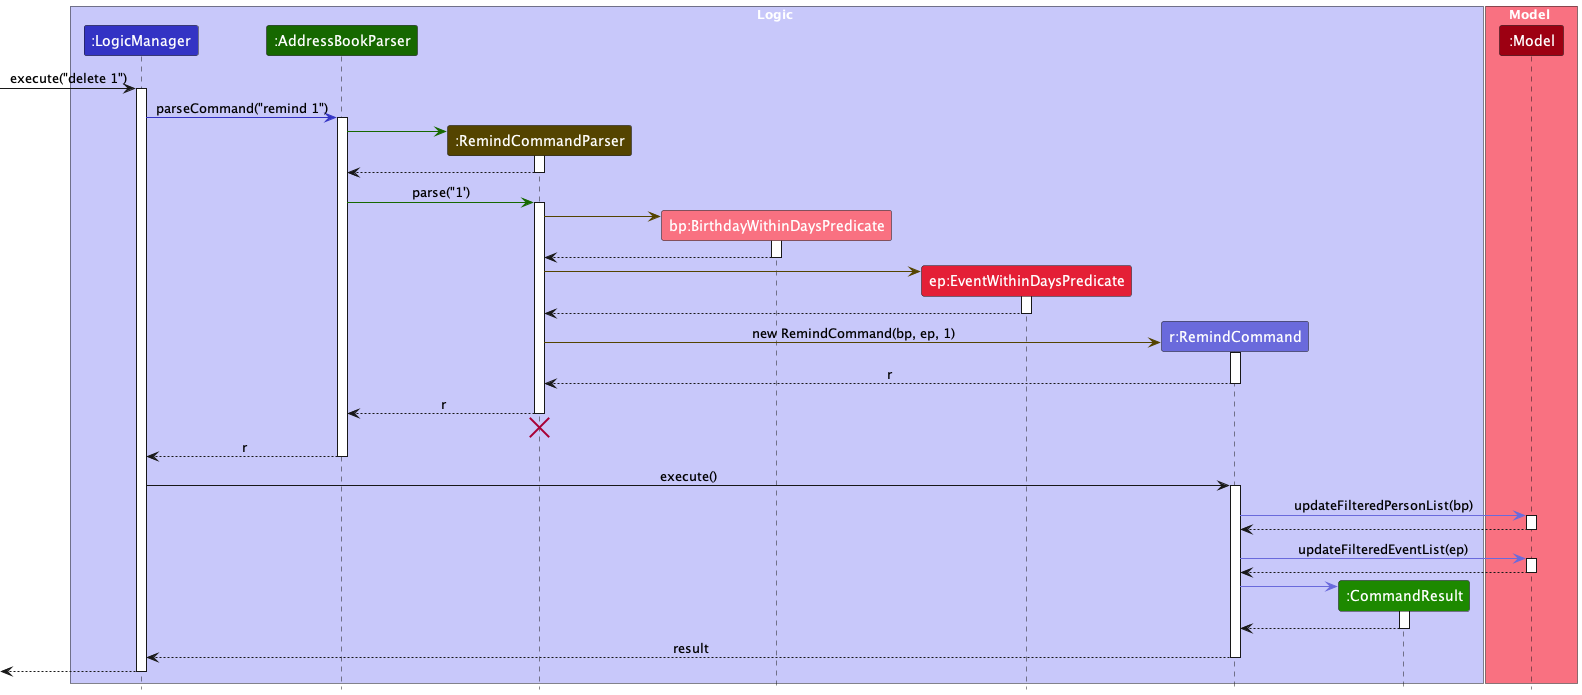 Logic
Model
:LogicManager
:AddressBookParser
:Model
execute("delete 1")
parseCommand("remind 1")
:RemindCommandParser
parse("1')
bp:BirthdayWithinDaysPredicate
ep:EventWithinDaysPredicate
new RemindCommand(bp, ep, 1)
r:RemindCommand
r
r
r
execute()
updateFilteredPersonList(bp)
updateFilteredEventList(ep)
:CommandResult
result